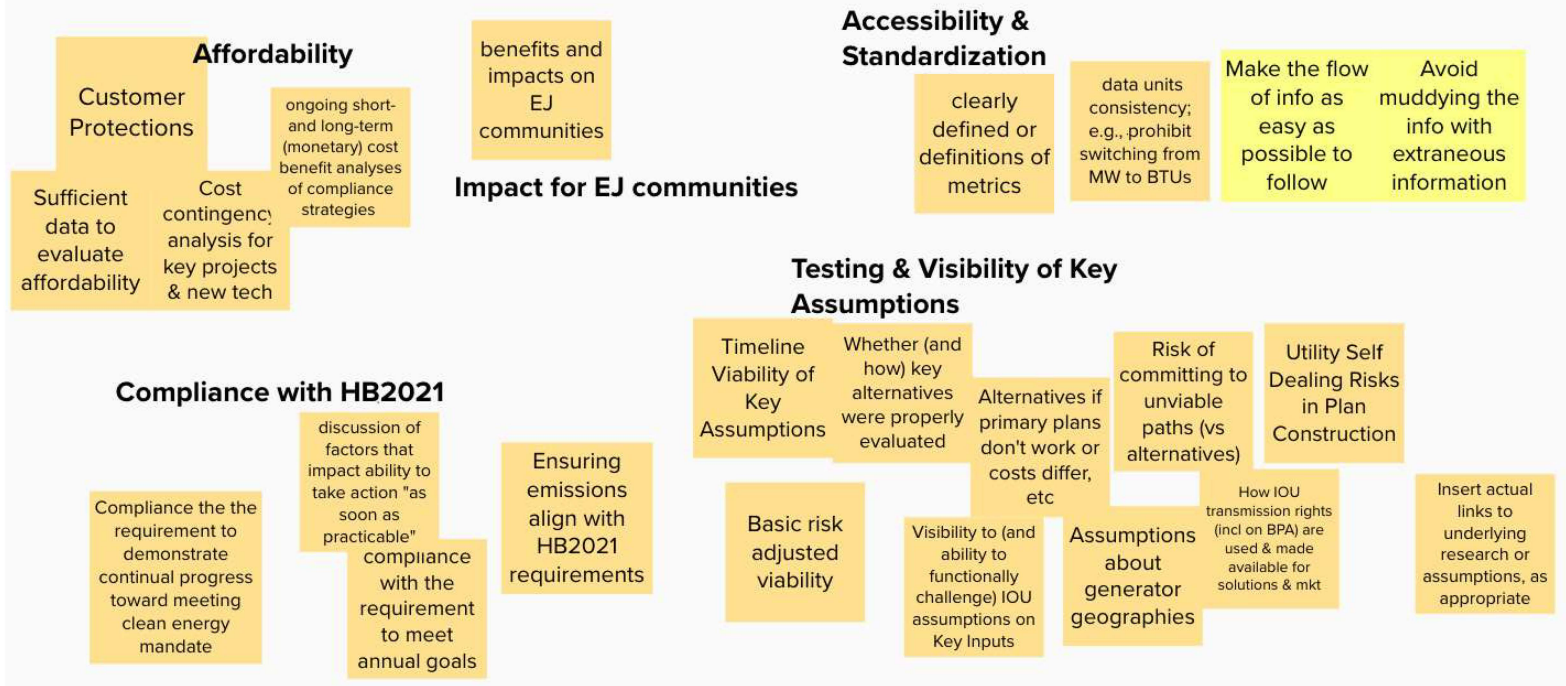 Affordability
Customer
Protections
ongoing short-
and long-term
(monetary) cost
benefit analyses
of compliance
strategies
Sufficient
data to
evaluate
affordability
Cost
contingency
analysis for
key projects
& new tech
benefits and
impacts on
EJ
communities
Impact for EJ communities
Accessibility &
Standardization
clearly
defined or
definitions of
metrics
data units
consistency;
e.g., prohibit
switching from
MW to BTUs
Make the flow
of info as
easy as
possible to
follow
Avoid
muddying the
info with
extraneous
information
Compliance with HB2021
discussion of
factors that
impact ability to
take action "as
soon as
practicable"
Ensuring
emissions
align with
HB2021
requirements
Compliance the the
requirement to
demonstrate
continual progress
toward meeting
clean energy
mandate
compliance
with the
requirement
to meet
annual goals
Testing & Visibility of Key
Assumptions
Timeline
Viability of
Key
Assumptions
Whether (and
how) key
alternatives
were properly
evaluated
Alternatives if
primary plans
don't work or
costs differ,
etc
Risk of
committing to
unviable
paths (vs
alternatives)
Utility Self
Dealing Risks
in Plan
Construction
Basic risk
adjusted
viability
Visibility to (and
ability to
functionally
challenge) IOU
assumptions on
Key Inputs
Assumptions
about
generator
geographies
How IOU
transmission rights
(incl on BPA) are
used & made
available for
solutions & mkt
Insert actual
links to
underlying
research or
assumptions, as
appropriate